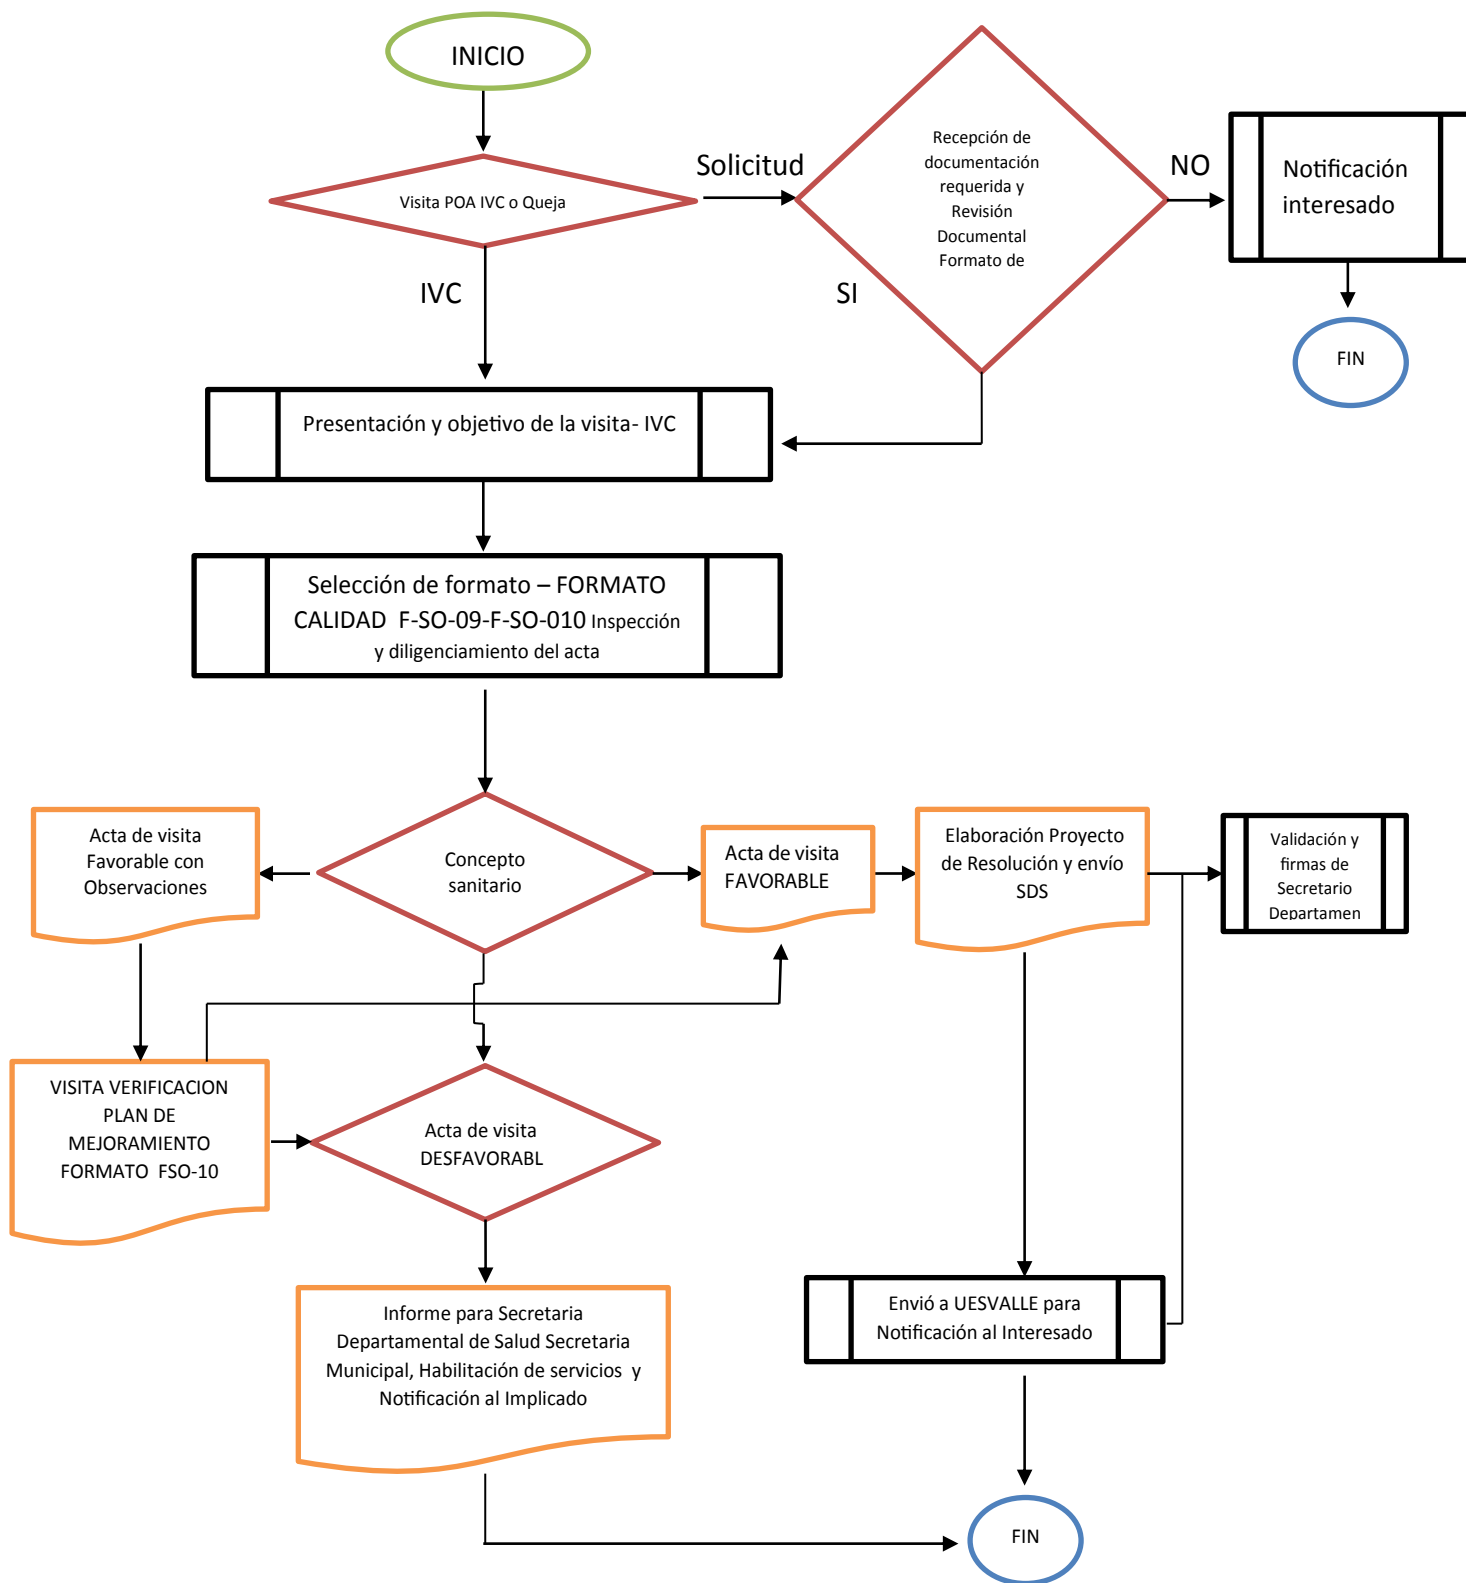 INICIO
Visita POA IVC o Queja
Solicitud
Recepción de
documentación
requerida y
Revisión
Documental
Formato de
NO
Notificación
interesado
FIN
SI
IVC
Presentación y objetivo de la visita- IVC
Selección de formato – FORMATO
CALIDAD F-SO-09-F-SO-010 Inspección
y diligenciamiento del acta
Acta de visita
Favorable con
Observaciones
Concepto
sanitario
Acta de visita
FAVORABLE
Elaboración Proyecto
de Resolución y envío
SDS
Validación y
firmas de
Secretario
Departamen
VISITA VERIFICACION
PLAN DE
MEJORAMIENTO
FORMATO FSO-10
Acta de visita
DESFAVORABL
Informe para Secretaria
Departamental de Salud Secretaria
Municipal, Habilitación de servicios y
Notificación al Implicado
Envió a UESVALLE para
Notificación al Interesado
FIN